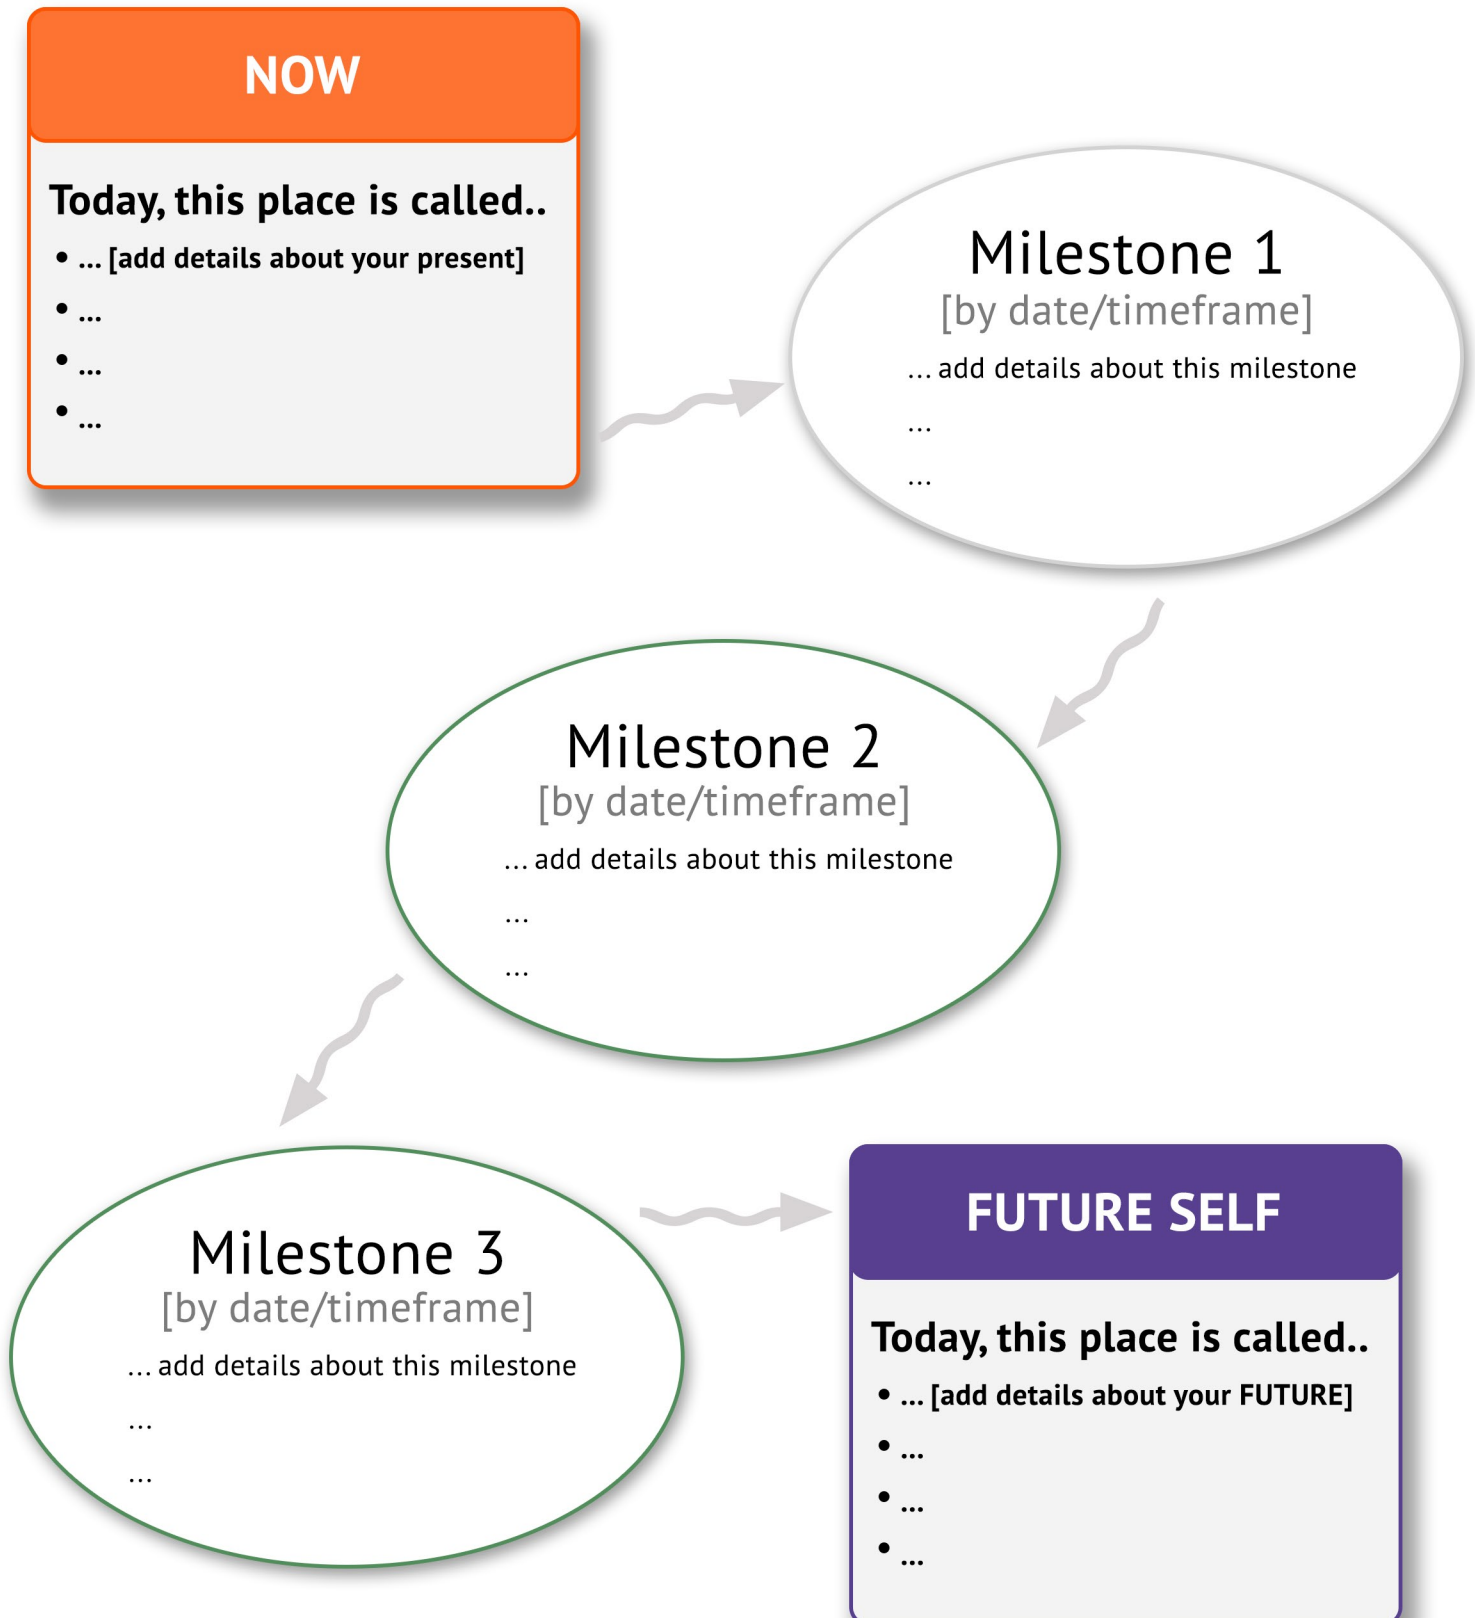 NOW
Today, this place is called..
• ... [add details about your present]
• ...
• ...
• ...
Milestone 1
[by date/timeframe]
... add details about this milestone
...
...
Milestone 2
[by date/timeframe]
... add details about this milestone
...
...
Milestone 3
[by date/timeframe]
... add details about this milestone
...
...
FUTURE SELF
Today, this place is called..
• ... [add details about your FUTURE]
• ...
• ...
• ...